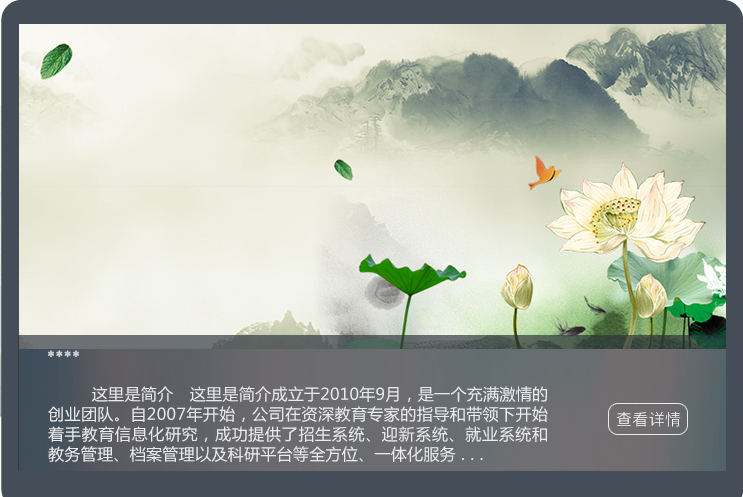 ****
这里是简介　这里是简介成立于2010年9月，是一个充满激情的
创业团队。自2007年开始，公司在资深教育专家的指导和带领下开始
着手教育信息化研究，成功提供了招生系统、迎新系统、就业系统和
教务管理、档案管理以及科研平台等全方位、一体化服务 . . .
查看详情